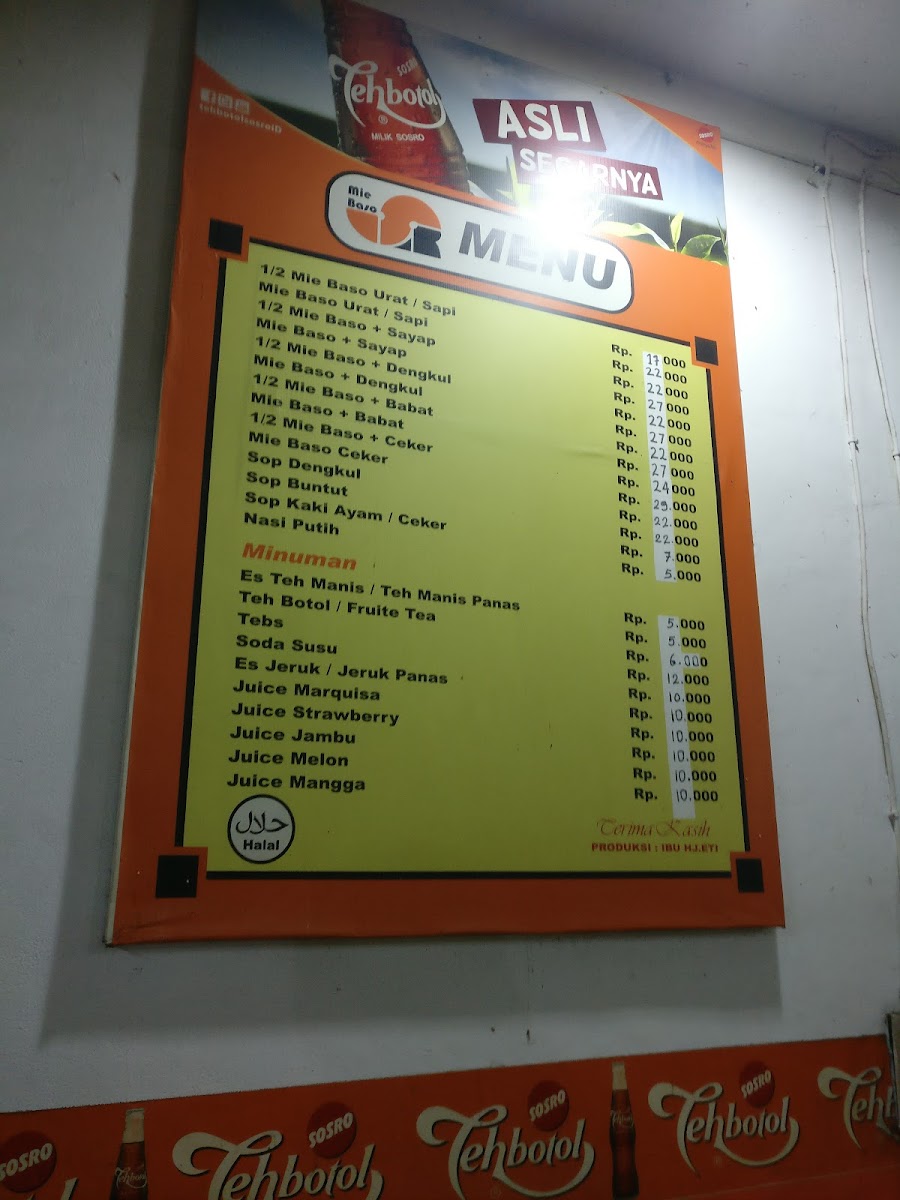 SOSRO
Tehbotol
®
MILIK SOSRO
tehbotolsosroID
ASLI
SEGARNYA
SOSRO
Mie
Baso
MENU
1/2 Mie Baso Urat / Sapi Rp. 17.000
Mie Baso Urat / Sapi Rp. 22.000
1/2 Mie Baso + Sayap Rp. 22.000
Mie Baso + Sayap Rp. 27.000
1/2 Mie Baso + Dengkul Rp. 22.000
Mie Baso + Dengkul Rp. 27.000
1/2 Mie Baso + Babat Rp. 22.000
Mie Baso + Babat Rp. 27.000
1/2 Mie Baso + Ceker Rp. 24.000
Mie Baso Ceker Rp. 29.000
Sop Dengkul Rp. 22.000
Sop Buntut Rp. 22.000
Sop Kaki Ayam / Ceker Rp. 7.000
Nasi Putih Rp. 5.000
Minuman
Es Teh Manis / Teh Manis Panas Rp. 5.000
Teh Botol / Fruite Tea Rp. 5.000
Tebs Rp. 6.000
Soda Susu Rp. 12.000
Es Jeruk / Jeruk Panas Rp. 10.000
Juice Marquisa Rp. 10.000
Juice Strawberry Rp. 10.000
Juice Jambu Rp. 10.000
Juice Melon Rp. 10.000
Juice Mangga Rp. 10.000
حلال
Halal
Terima Kasih
PRODUKSI : IBU HJ.ETI
SOSRO
SOSRO
Tehbotol
SOSRO
Tehbotol
SOSRO
Tehbotol
Tehb